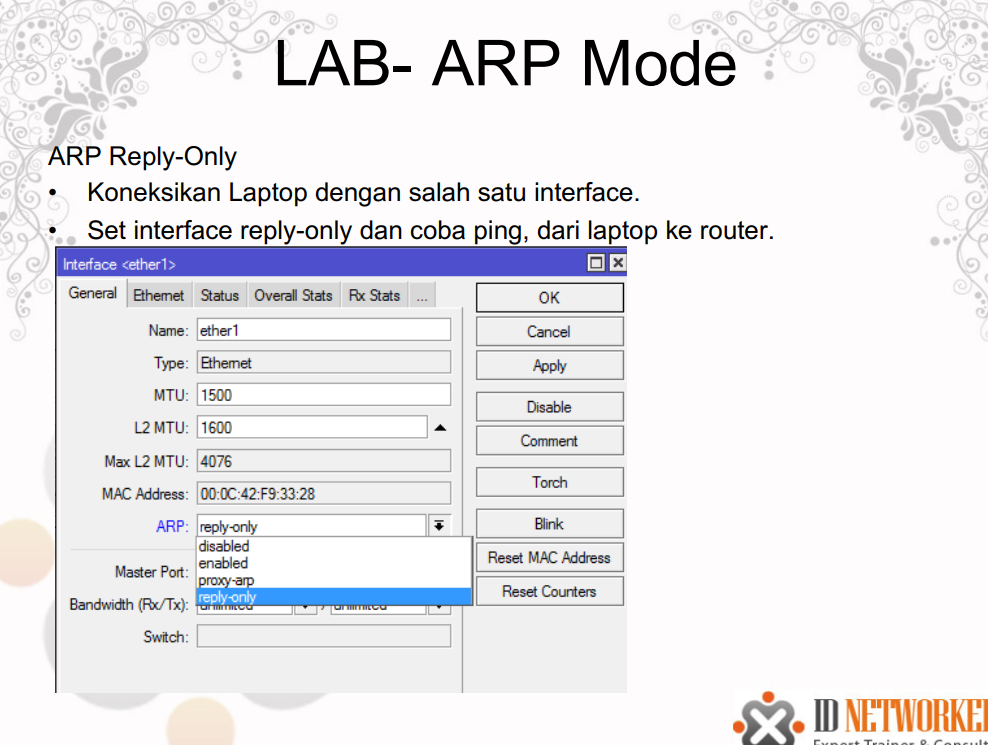 LAB- ARP Mode
ARP Reply-Only
• Koneksikan Laptop dengan salah satu interface.
• Set interface reply-only dan coba ping, dari laptop ke router.
Interface <ether1>
General Ethernet Status Overall Stats Rx Stats ...
Name: ether1
Type: Ethernet
MTU: 1500
L2 MTU: 1600
Max L2 MTU: 4076
MAC Address: 00:0C:42:F9:33:28
ARP: reply-only
disabled
enabled
proxy-arp
reply-only
Master Port:
Bandwidth (Rx/Tx): unlimited / unlimited
Switch:
OK
Cancel
Apply
Disable
Comment
Torch
Blink
Reset MAC Address
Reset Counters
ID NETWORKE
Expert Trainer & Consult